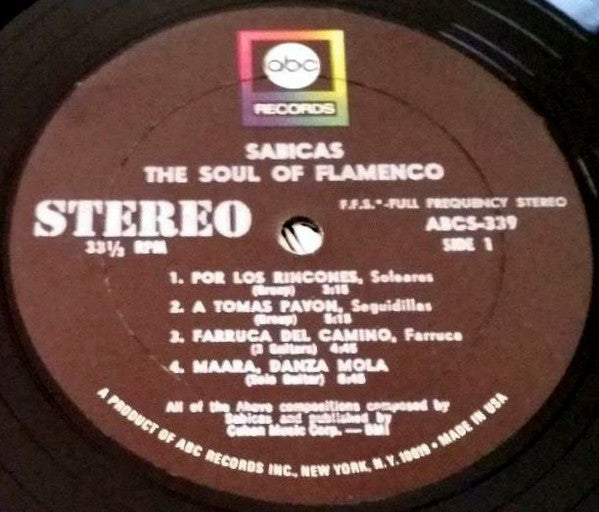 abc
RECORDS
SABICAS
THE SOUL OF FLAMENCO
STEREO
33⅓ RPM
F.F.S.*-FULL FREQUENCY STEREO
ABCS-339
SIDE 1
1. POR LOS RINCONES, Soleares
(Group) 3:15
2. A TOMAS PAVON, Seguidillas
(Group) 5:15
3. FARRUCA DEL CAMINO, Farruca
(3 Guitars) 4:45
4. MAARA, DANZA MOLA
(Solo Guitar)
All of the Above compositions composed by
Sabicas and published by
Music Corp. — BMI
A PRODUCT OF ABC RECORDS INC., NEW YORK, N.Y. 10019 • MADE IN USA